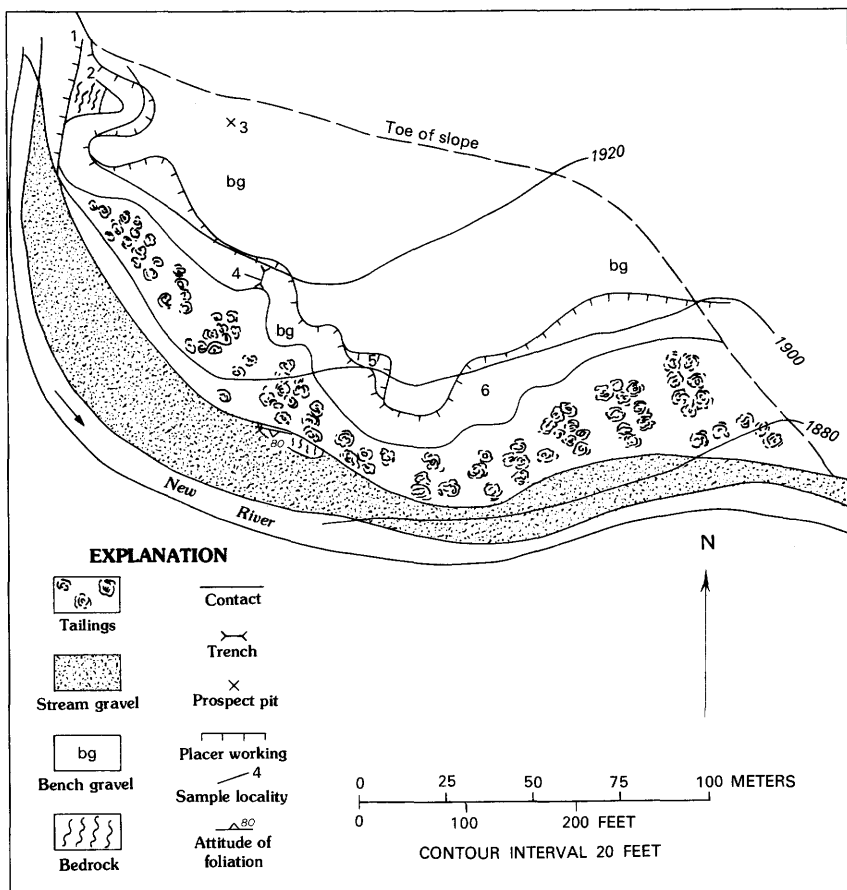 1
2
3
Toe of slope
1920
bg
bg
4
bg
5
6
1900
1880
80
New
River
N
EXPLANATION
Tailings
Stream gravel
bg
Bench gravel
Bedrock
Contact
Trench
Prospect pit
Placer working
4
Sample locality
80
Attitude of
foliation
0 25 50 75 100 METERS
0 100 200 FEET
CONTOUR INTERVAL 20 FEET